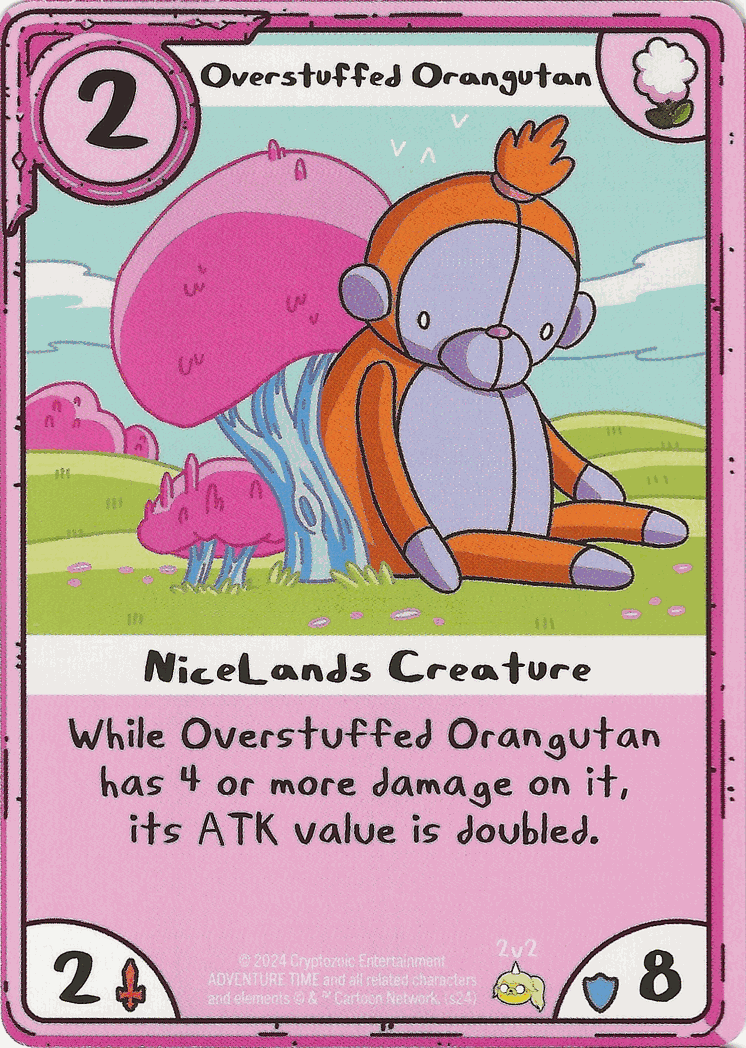 2
Overstuffed Orangutan
NiceLands Creature
While Overstuffed Orangutan
has 4 or more damage on it,
its ATK value is doubled.
2
© 2024 Cryptozoic Entertainment
ADVENTURE TIME and all related characters
and elements © & ™ Cartoon Network. (s24)
2v2
8